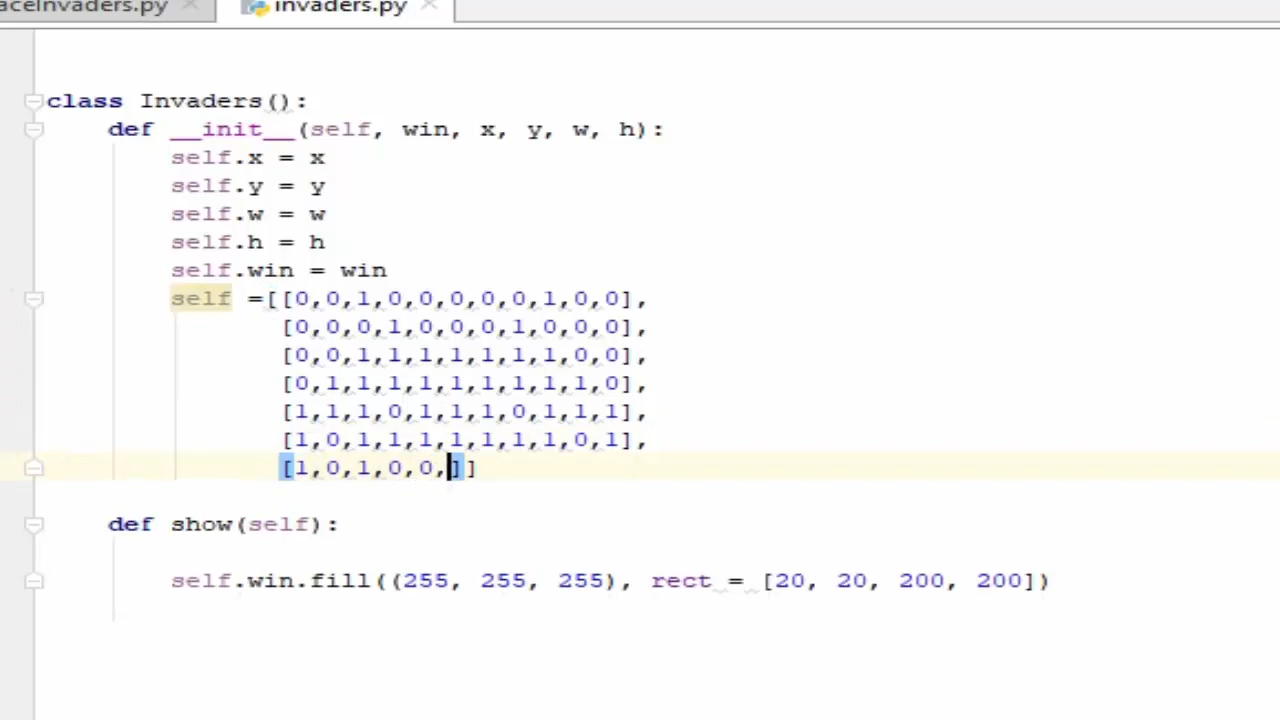 aceInvaders.py invaders.py
class Invaders():
def __init__(self, win, x, y, w, h):
self.x = x
self.y = y
self.w = w
self.h = h
self.win = win
self =[[0,0,1,0,0,0,0,0,1,0,0],
[0,0,0,1,0,0,0,1,0,0,0],
[0,0,1,1,1,1,1,1,1,0,0],
[0,1,1,1,1,1,1,1,1,1,0],
[1,1,1,0,1,1,1,0,1,1,1],
[1,0,1,1,1,1,1,1,1,0,1],
[1,0,1,0,0,]]
def show(self):
self.win.fill((255, 255, 255), rect = [20, 20, 200, 200])